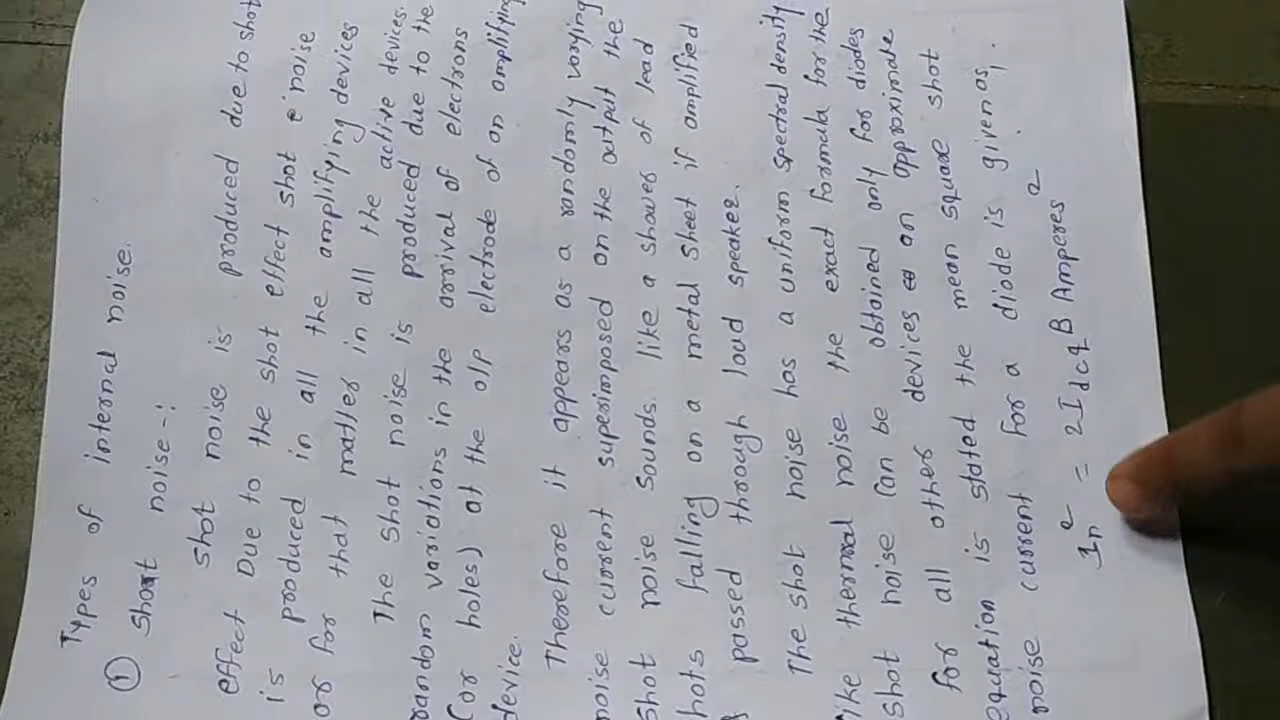 Types of internal noise.
① shot noise -:
shot noise is produced due to shot
effect Due to the shot effect shot noise
is produced in all the amplifying devices
or for that matter in all the active devices.
The shot noise is produced due to the
random variations in the arrival of electrons
(or holes) at the o/p electrode of an amplifying
device.
Therefore it appears as a randomly varying
noise current superimposed on the output the
shot noise sounds like a shower of lead
hots falling on a metal sheet if amplified
passed through loud speaker.
The shot noise has a uniform spectral density
like thermal noise the exact formula for the
shot noise can be obtained only for diodes
for all other devices an approximate
equation is stated the mean square shot
noise current for a diode is given as,
In² = 2Idc q B Amperes²